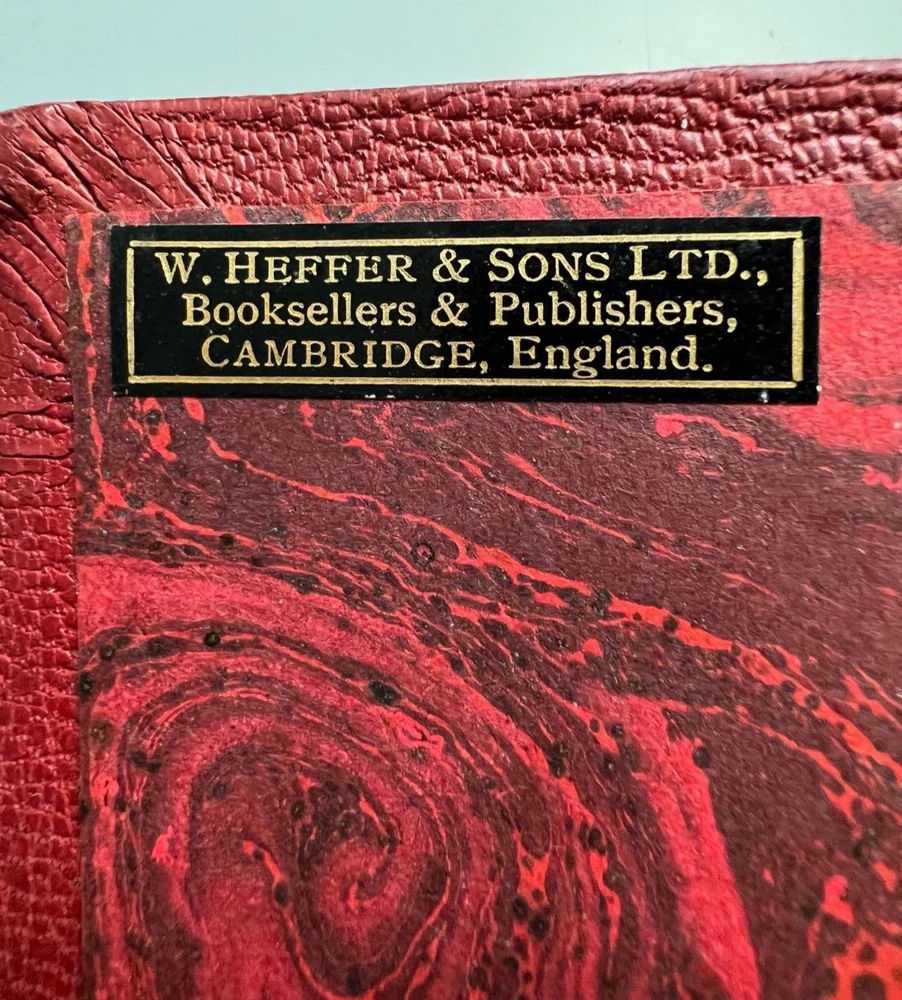 W. HEFFER & SONS LTD.,
Booksellers & Publishers,
CAMBRIDGE, England.